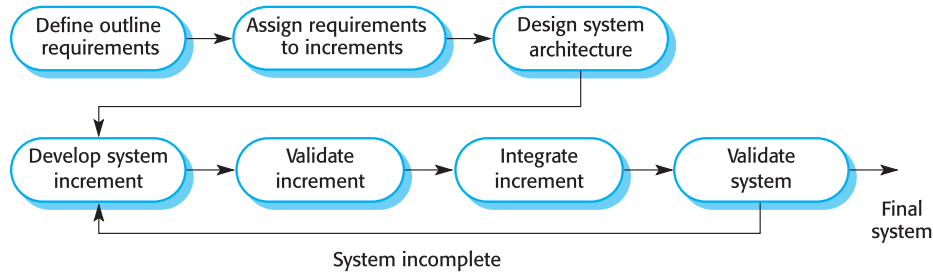 Define outline
requirements
Assign requirements
to increments
Design system
architecture
Develop system
increment
Validate
increment
Integrate
increment
Validate
system
Final
system
System incomplete